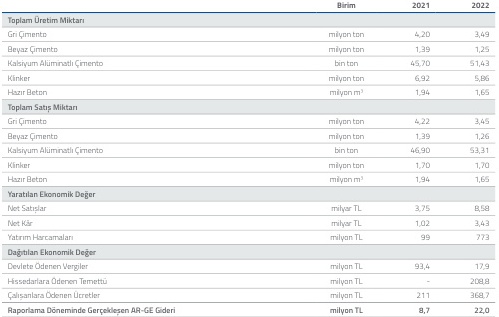 Birim 2021 2022
Toplam Üretim Miktarı
Gri Çimento milyon ton 4,20 3,49
Beyaz Çimento milyon ton 1,39 1,25
Kalsiyum Alüminatlı Çimento bin ton 45,70 51,43
Klinker milyon ton 6,92 5,86
Hazır Beton milyon m³ 1,94 1,65
Toplam Satış Miktarı
Gri Çimento milyon ton 4,22 3,45
Beyaz Çimento milyon ton 1,39 1,26
Kalsiyum Alüminatlı Çimento bin ton 46,90 53,31
Klinker milyon ton 1,70 1,70
Hazır Beton milyon m³ 1,94 1,65
Yaratılan Ekonomik Değer
Net Satışlar milyar TL 3,75 8,58
Net Kâr milyar TL 1,02 3,43
Yatırım Harcamaları milyon TL 99 773
Dağıtılan Ekonomik Değer
Devlete Ödenen Vergiler milyon TL 93,4 17,9
Hissedarlara Ödenen Temettü milyon TL - 208,8
Çalışanlara Ödenen Ücretler milyon TL 211 368,7
Raporlama Döneminde Gerçekleşen AR-GE Gideri milyon TL 8,7 22,0